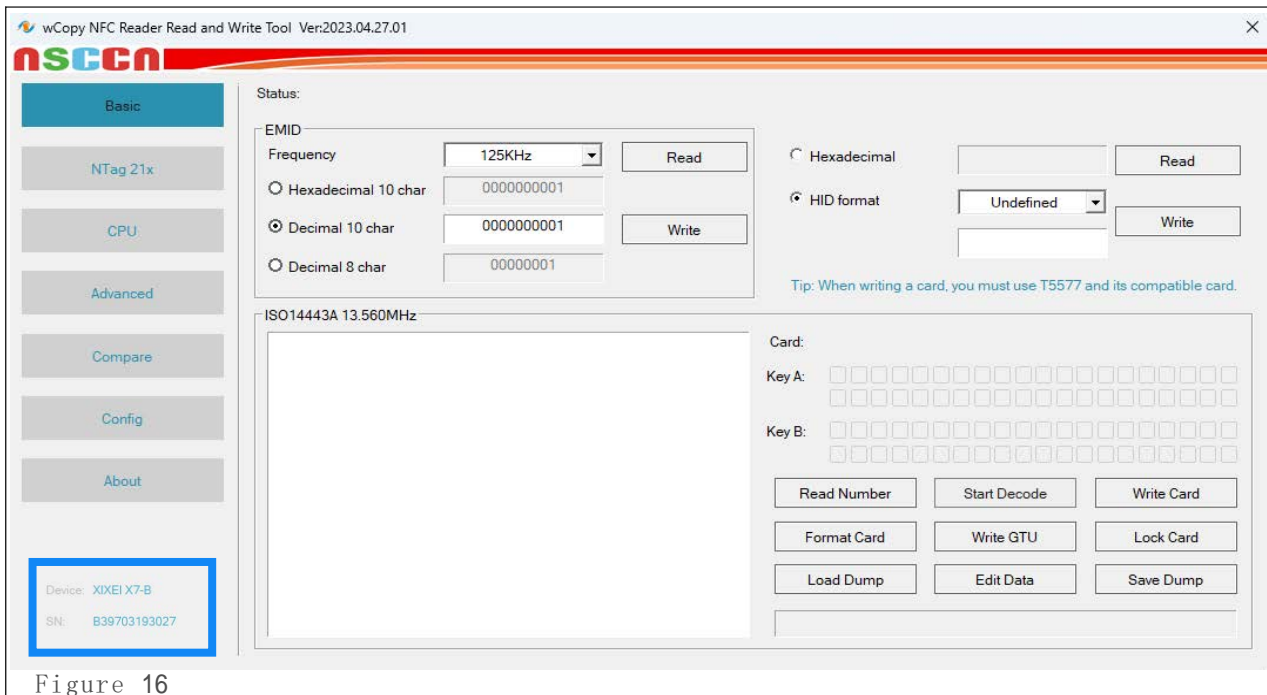 wCopy NFC Reader Read and Write Tool Ver:2023.04.27.01
NSCCN
Basic
NTag 21x
CPU
Advanced
Compare
Config
About
Device: XIXEI X7-B
SN: B39703193027
Status:
EMID
Frequency 125KHz Read
Hexadecimal 10 char 0000000001
Decimal 10 char 0000000001 Write
Decimal 8 char 00000001
Hexadecimal Read
HID format Undefined Write
Tip: When writing a card, you must use T5577 and its compatible card.
ISO14443A 13.560MHz
Card:
Key A:
Key B:
Read Number Start Decode Write Card
Format Card Write GTU Lock Card
Load Dump Edit Data Save Dump
Figure 16